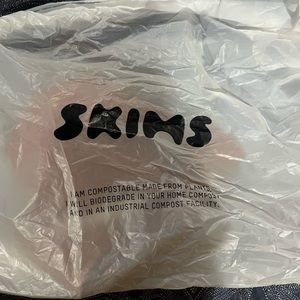 SKIMS
I AM COMPOSTABLE MADE FROM PLANTS.
I WILL BIODEGRADE IN YOUR HOME COMPOST
AND IN AN INDUSTRIAL COMPOST FACILITY.